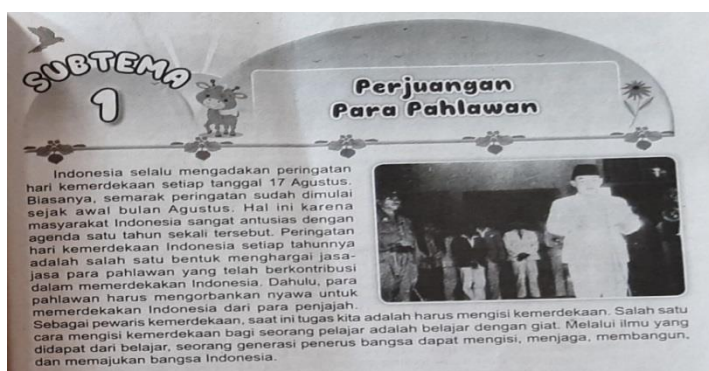 SUBTEMA
1
Perjuangan
Para Pahlawan
Indonesia selalu mengadakan peringatan
hari kemerdekaan setiap tanggal 17 Agustus.
Biasanya, semarak peringatan sudah dimulai
sejak awal bulan Agustus. Hal ini karena
masyarakat Indonesia sangat antusias dengan
agenda satu tahun sekali tersebut. Peringatan
hari kemerdekaan Indonesia setiap tahunnya
adalah salah satu bentuk menghargai jasa-
jasa para pahlawan yang telah berkontribusi
dalam memerdekakan Indonesia. Dahulu, para
pahlawan harus mengorbankan nyawa untuk
memerdekakan Indonesia dari para penjajah.
Sebagai pewaris kemerdekaan, saat ini tugas kita adalah harus mengisi kemerdekaan. Salah satu
cara mengisi kemerdekaan bagi seorang pelajar adalah belajar dengan giat. Melalui ilmu yang
didapat dari belajar, seorang generasi penerus bangsa dapat mengisi, menjaga, membangun,
dan memajukan bangsa Indonesia.